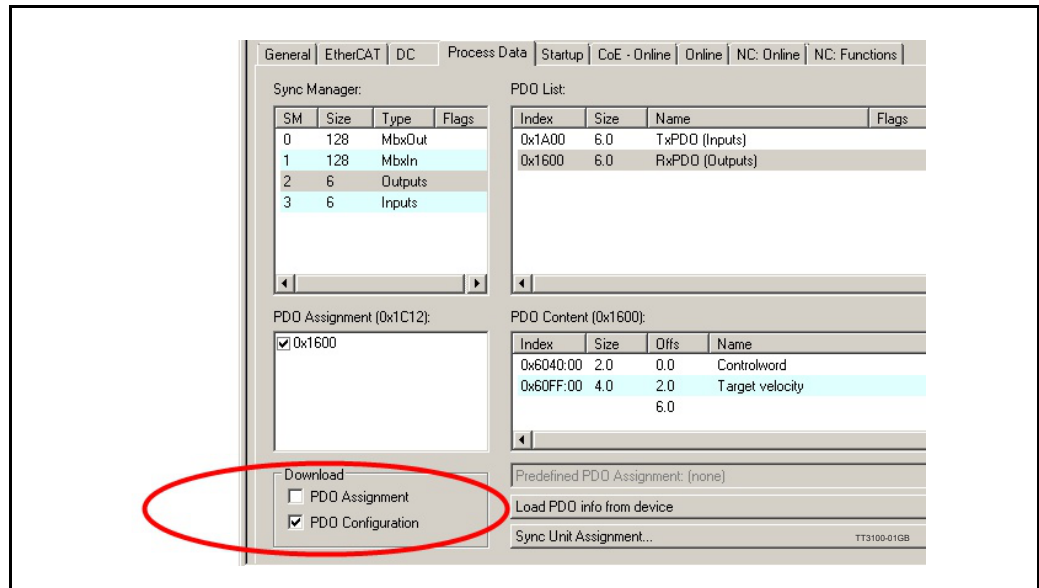 General EtherCAT DC Process Data Startup CoE - Online Online NC: Online NC: Functions
Sync Manager:
SM Size Type Flags
0 128 MbxOut
1 128 MbxIn
2 6 Outputs
3 6 Inputs
PDO List:
Index Size Name Flags
0x1A00 6.0 TxPDO (Inputs)
0x1600 6.0 RxPDO (Outputs)
PDO Assignment (0x1C12):
0x1600
PDO Content (0x1600):
Index Size Offs Name
0x6040:00 2.0 0.0 Controlword
0x60FF:00 4.0 2.0 Target velocity
6.0
Download
PDO Assignment
PDO Configuration
Predefined PDO Assignment: (none)
Load PDO info from device
Sync Unit Assignment...
TT3100-01GB